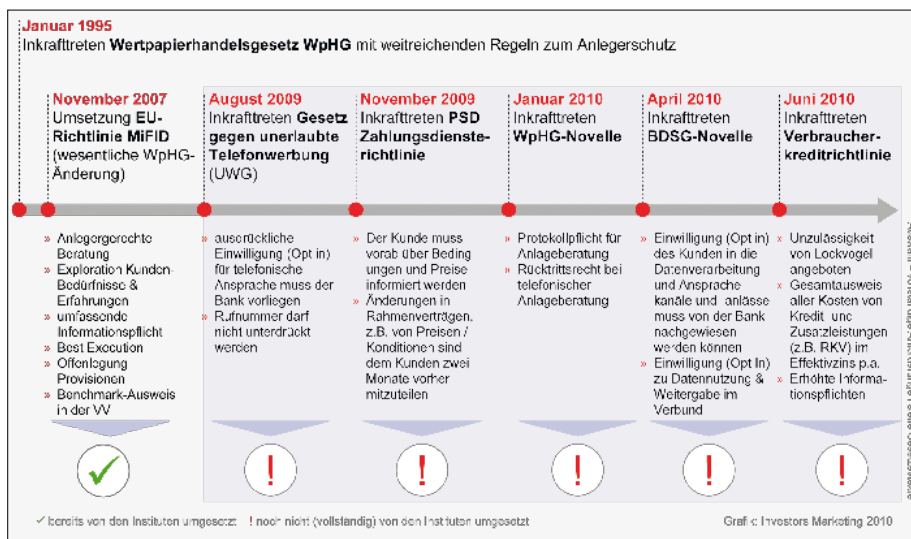 Januar 1995
Inkrafttreten Wertpapierhandelsgesetz WpHG mit weitreichenden Regeln zum Anlegerschutz
November 2007
Umsetzung EU-
Richtlinie MiFID
(wesentliche WpHG-
Änderung)
August 2009
Inkrafttreten Gesetz
gegen unerlaubte
Telefonwerbung
(UWG)
November 2009
Inkrafttreten PSD
Zahlungsdienste-
richtlinie
Januar 2010
Inkrafttreten
WpHG-Novelle
April 2010
Inkrafttreten
BDSG-Novelle
Juni 2010
Inkrafttreten
Verbraucher-
kreditrichtlinie
» Anlegergerechte
Beratung
» Exploration Kunden-
Bedürfnisse &
Erfahrungen
» umfassende
Informationspflicht
» Best Execution
» Offenlegung
Provisionen
» Benchmark-Ausweis
in der VV
» ausdrückliche
Einwilligung (Opt in)
für telefonische
Ansprache muss der
Bank vorliegen
» Rufnummer darf
nicht unterdrückt
werden
» Der Kunde muss
vorab über Beding
ungen und Preise
informiert werden
» Änderungen in
Rahmenverträgen,
z.B. von Preisen /
Konditionen sind
dem Kunden zwei
Monate vorher
mitzuteilen
» Protokollpflicht für
Anlageberatung
» Rücktrittsrecht bei
telefonischer
Anlageberatung
» Einwilligung (Opt in)
des Kunden in die
Datenverarbeitung
und Ansprache
kanäle und -anlässe
muss von der Bank
nachgewiesen
werden können
» Einwilligung (Opt In)
zu Datennutzung &
Weitergabe im
Verbund
» Unzulässigkeit
von Lockvogel
angeboten
» Gesamtausweis
aller Kosten von
Kredit- und
Zusatzleistungen
(z.B. RKV) im
Effektivzins p.a.
» Erhöhte Informa-
tionspflichten
✓ bereits von den Instituten umgesetzt ! noch nicht (vollständig) von den Instituten umgesetzt
Grafik: Investors Marketing 2010